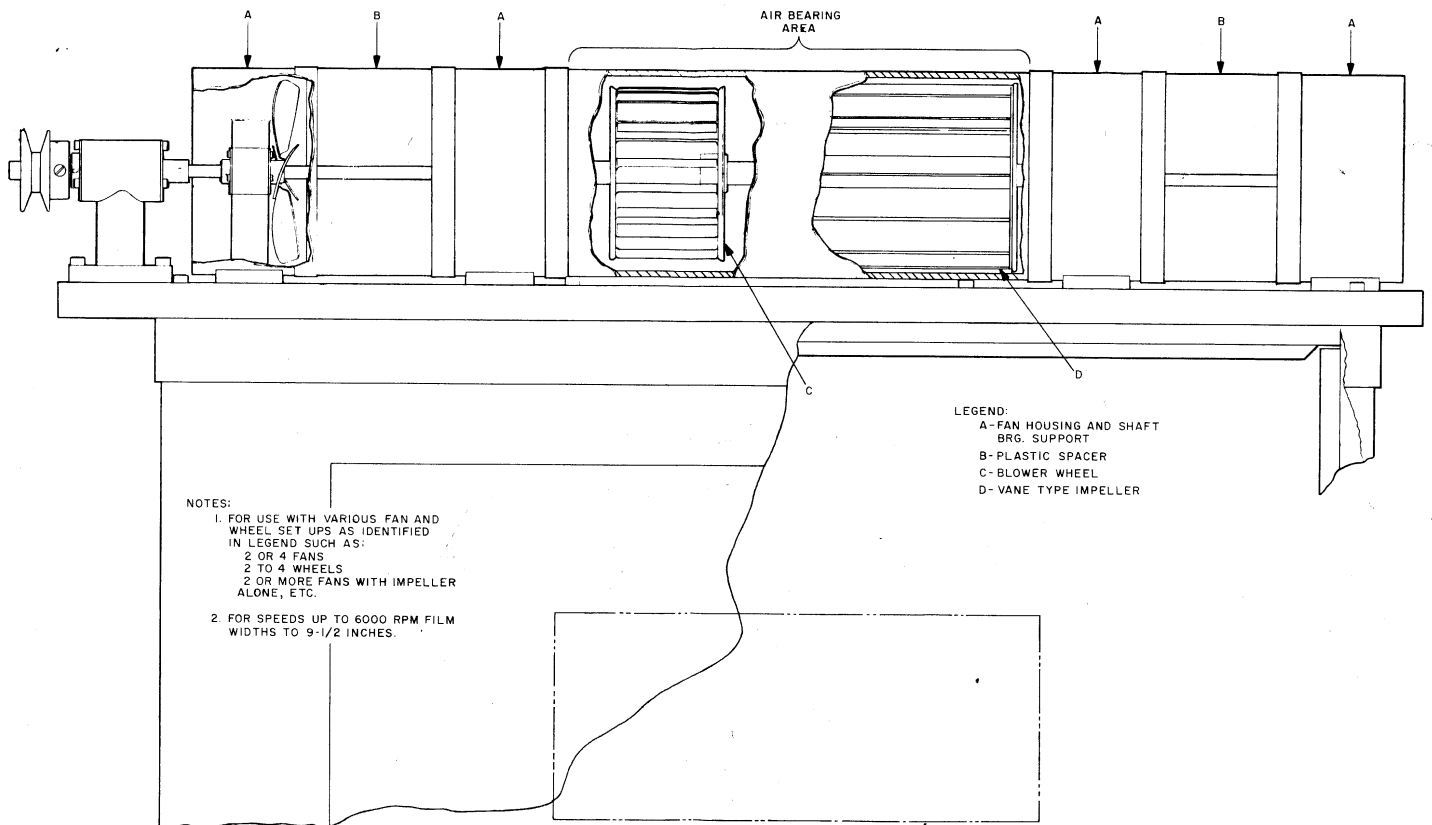 A
B
A
AIR BEARING
AREA
A
B
A
C
D
LEGEND:
A-FAN HOUSING AND SHAFT
BRG. SUPPORT
B-PLASTIC SPACER
C-BLOWER WHEEL
D-VANE TYPE IMPELLER
NOTES:
1. FOR USE WITH VARIOUS FAN AND
WHEEL SET UPS AS IDENTIFIED
IN LEGEND SUCH AS:
2 OR 4 FANS
2 TO 4 WHEELS
2 OR MORE FANS WITH IMPELLER
ALONE, ETC.
2. FOR SPEEDS UP TO 6000 RPM FILM
WIDTHS TO 9-1/2 INCHES.